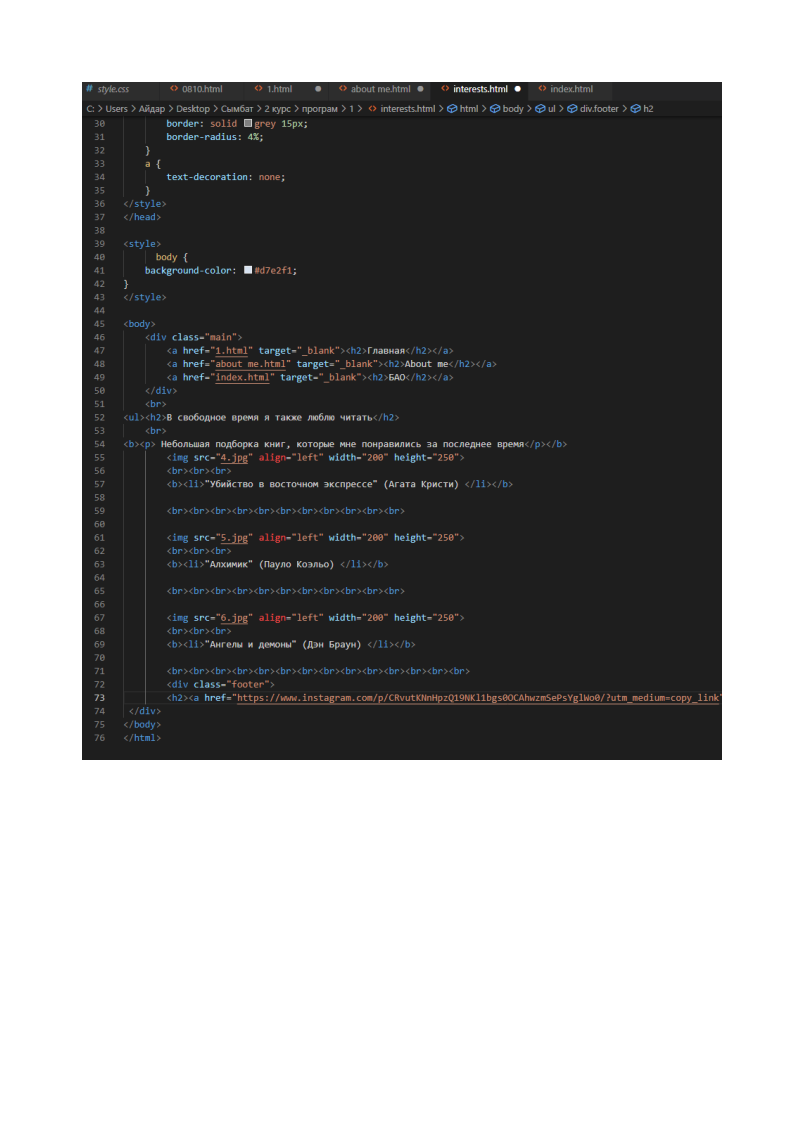 # style.css <> 0810.html <> 1.html ● <> about me.html ● <> interests.html ● <> index.html
C: > Users > Айдар > Desktop > Сымбат > 2 курс > програм > 1 > <> interests.html > html > body > ul > div.footer > h2
30 border: solid grey 15px;
31 border-radius: 4%;
32 }
33 a {
34 text-decoration: none;
35 }
36 </style>
37 </head>
38
39 <style>
40 body {
41 background-color: #d7e2f1;
42 }
43 </style>
44
45 <body>
46 <div class="main">
47 <a href="1.html" target="_blank"><h2>Главная</h2></a>
48 <a href="about me.html" target="_blank"><h2>About me</h2></a>
49 <a href="index.html" target="_blank"><h2>БАО</h2></a>
50 </div>
51 <br>
52 <ul><h2>В свободное время я также люблю читать</h2>
53 <br>
54 <b><p> Небольшая подборка книг, которые мне понравились за последнее время</p></b>
55 <img src="4.jpg" align="left" width="200" height="250">
56 <br><br><br>
57 <b><li>"Убийство в восточном экспрессе" (Агата Кристи) </li></b>
58
59 <br><br><br><br><br><br><br><br><br><br><br>
60
61 <img src="5.jpg" align="left" width="200" height="250">
62 <br><br><br>
63 <b><li>"Алхимик" (Пауло Коэльо) </li></b>
64
65 <br><br><br><br><br><br><br><br><br><br><br>
66
67 <img src="6.jpg" align="left" width="200" height="250">
68 <br><br><br>
69 <b><li>"Ангелы и демоны" (Дэн Браун) </li></b>
70
71 <br><br><br><br><br><br><br><br><br><br><br><br><br><br>
72 <div class="footer">
73 <h2><a href="https://www.instagram.com/p/CRvutKNnHpzQ19NKl1bgs0OCAhwzmSePsYglWo0/?utm_medium=copy_link"
74 </div>
75 </body>
76 </html>